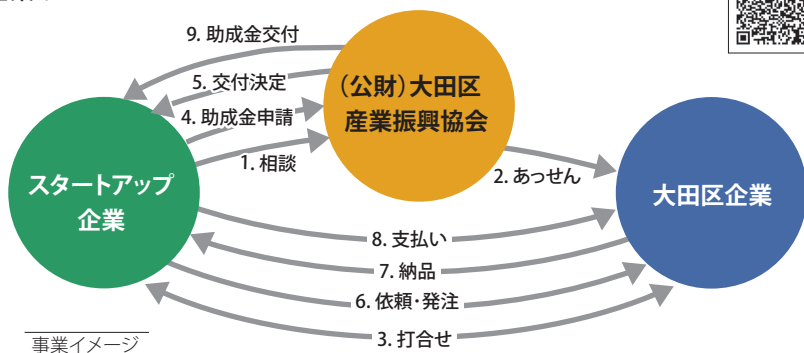 9. 助成金交付
5. 交付決定
4. 助成金申請
1. 相談
(公財)大田区
産業振興協会
2. あっせん
スタートアップ
企業
大田区企業
8. 支払い
7. 納品
6. 依頼・発注
3. 打合せ
事業イメージ